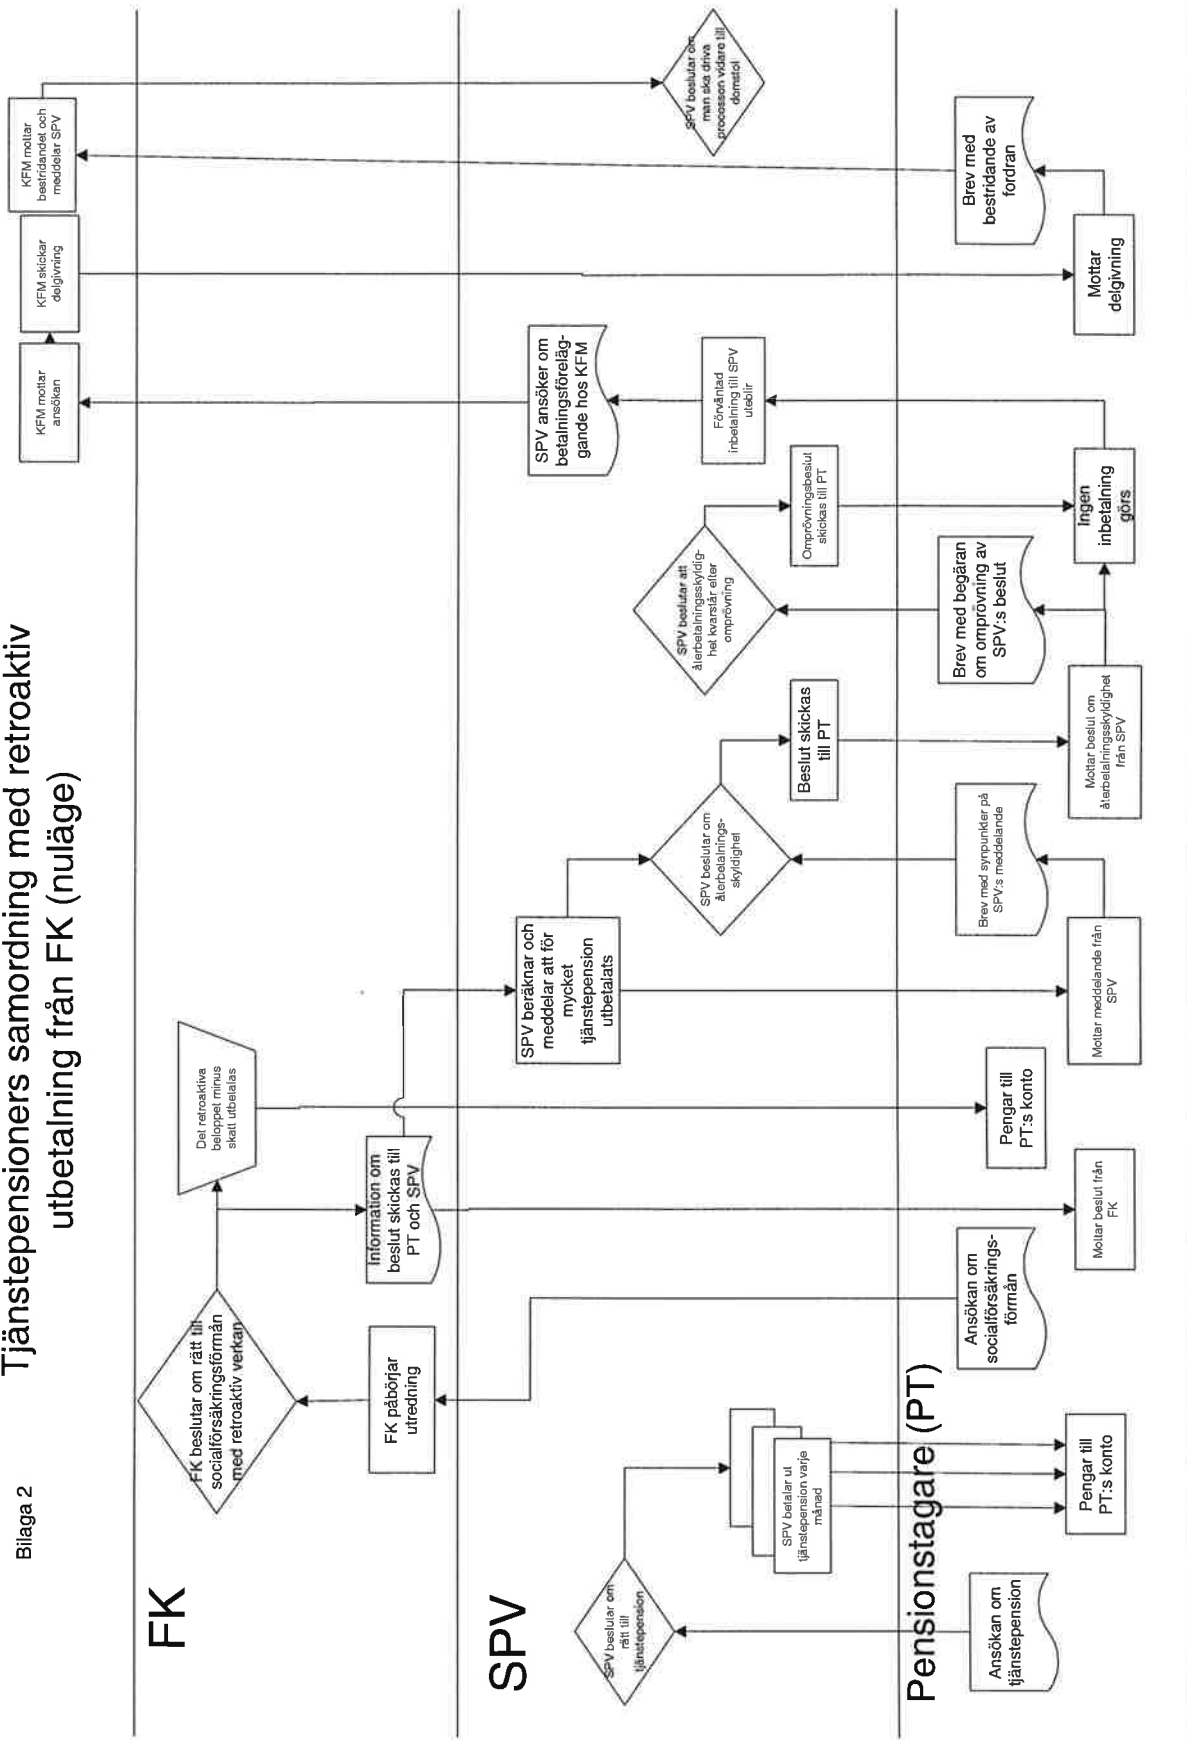 Bilaga 2
Tjänstepensioners samordning med retroaktiv
utbetalning från FK (nuläge)
KFM mottar
ansökan
KFM skickar
delgivning
KFM mottar
bestridandet och
meddelar SPV
FK
FK beslutar om rätt till
socialförsäkringsförmån
med retroaktiv verkan
FK påbörjar
utredning
Det retroaktiva
beloppet minus
skatt utbetalas
Information om
beslut skickas till
PT och SPV
SPV
SPV beslutar om
rätt till
tjänstepension
SPV betalar ut
tjänstepension varje
månad
SPV beräknar och
meddelar att för
mycket
tjänstepension
utbetalats
SPV beslutar om
återbetalnings-
skyldighet
Beslut skickas
till PT
SPV beslutar att
återbetalningsskyldig-
het kvarstår efter
omprövning
Omprövningsbeslut
skickas till PT
SPV ansöker om
betalningsföreläg-
gande hos KFM
Förväntad
inbetalning till SPV
uteblir
SPV beslutar om
man ska driva
processen vidare till
domstol
Pensionstagare (PT)
Ansökan om
tjänstepension
Pengar till
PT:s konto
Ansökan om
socialförsäkrings-
förmån
Mottar beslut från
FK
Pengar till
PT:s konto
Mottar meddelande från
SPV
Brev med synpunkter på
SPV:s meddelande
Mottar beslut om
återbetalningsskyldighet
från SPV
Brev med begäran
om omprövning av
SPV:s beslut
Ingen
inbetalning
görs
Mottar
delgivning
Brev med
bestridande av
fordran